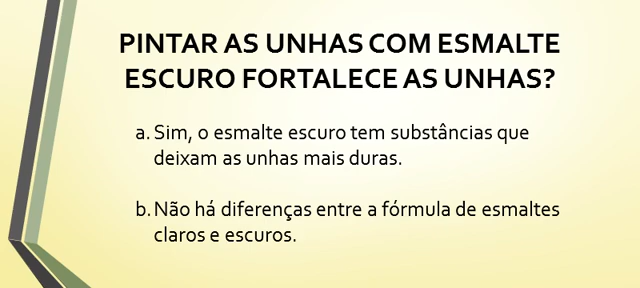 PINTAR AS UNHAS COM ESMALTE
ESCURO FORTALECE AS UNHAS?
a. Sim, o esmalte escuro tem substâncias que
deixam as unhas mais duras.
b. Não há diferenças entre a fórmula de esmaltes
claros e escuros.